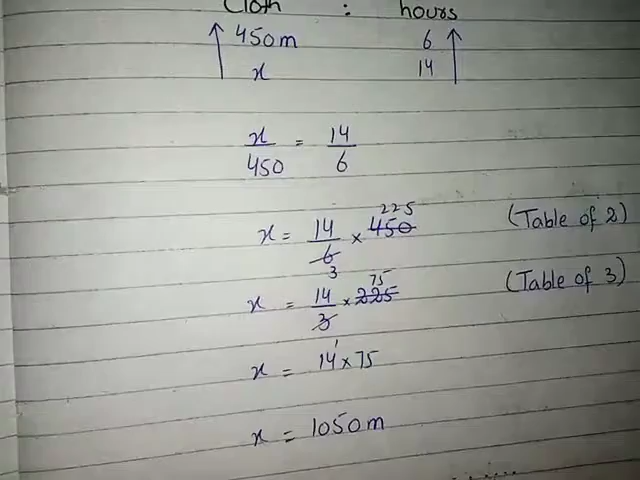 Cloth : hours
450m 6
x 14
x/450 = 14/6
225
x = 14/6 × 450 (Table of 2)
3
75
x = 14/3 × 225 (Table of 3)
1
x = 14 × 75
x = 1050m